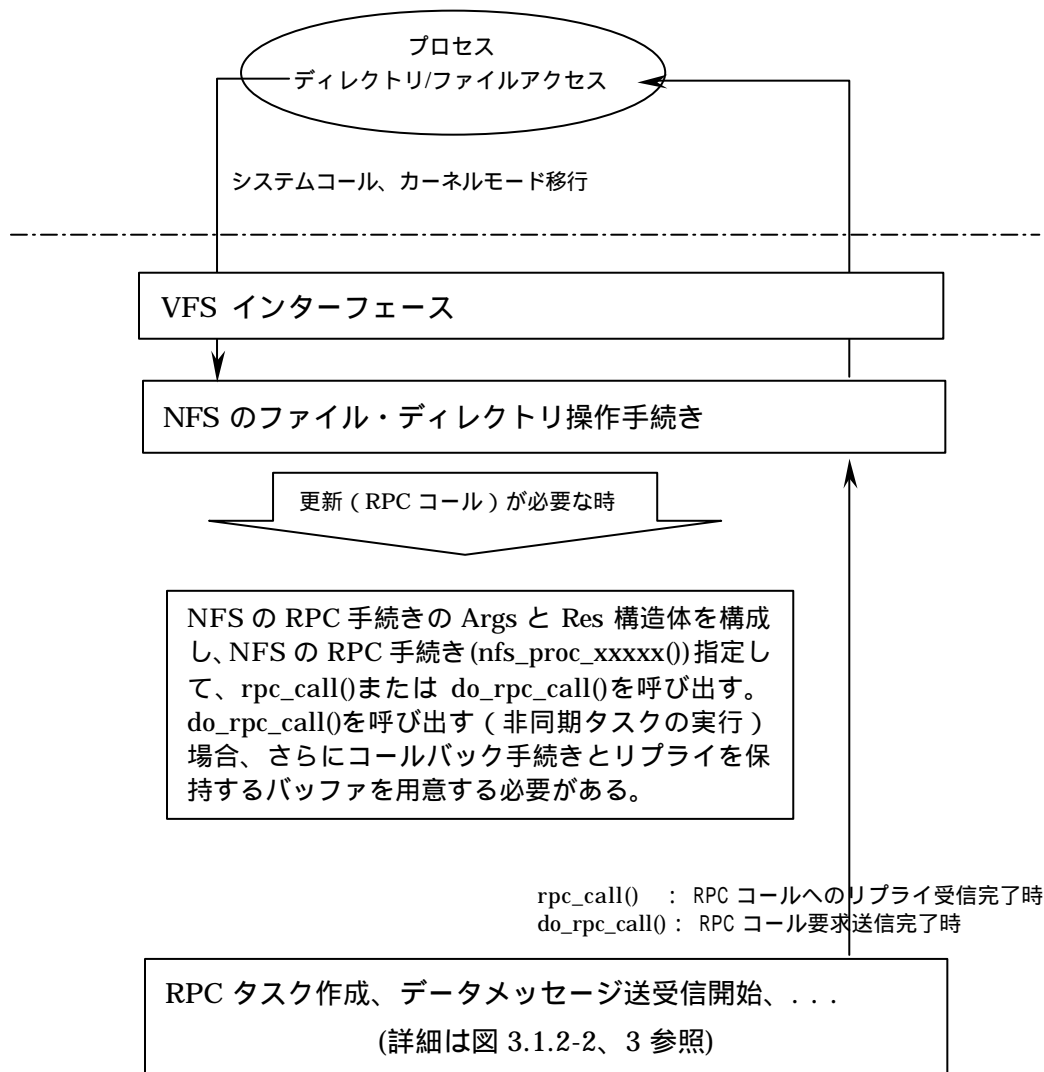 プロセス
ディレクトリ/ファイルアクセス
システムコール、カーネルモード移行
VFS インターフェース
NFS のファイル・ディレクトリ操作手続き
更新（RPC コール）が必要な時
NFS の RPC 手続きの Args と Res 構造体を構成
し、NFS の RPC 手続き(nfs_proc_xxxxx())指定し
て、rpc_call()または do_rpc_call()を呼び出す。
do_rpc_call()を呼び出す（非同期タスクの実行）
場合、さらにコールバック手続きとリプライを保
持するバッファを用意する必要がある。
rpc_call() ： RPC コールへのリプライ受信完了時
do_rpc_call()： RPC コール要求送信完了時
RPC タスク作成、データメッセージ送受信開始、. . .
(詳細は図 3.1.2-2、3 参照)